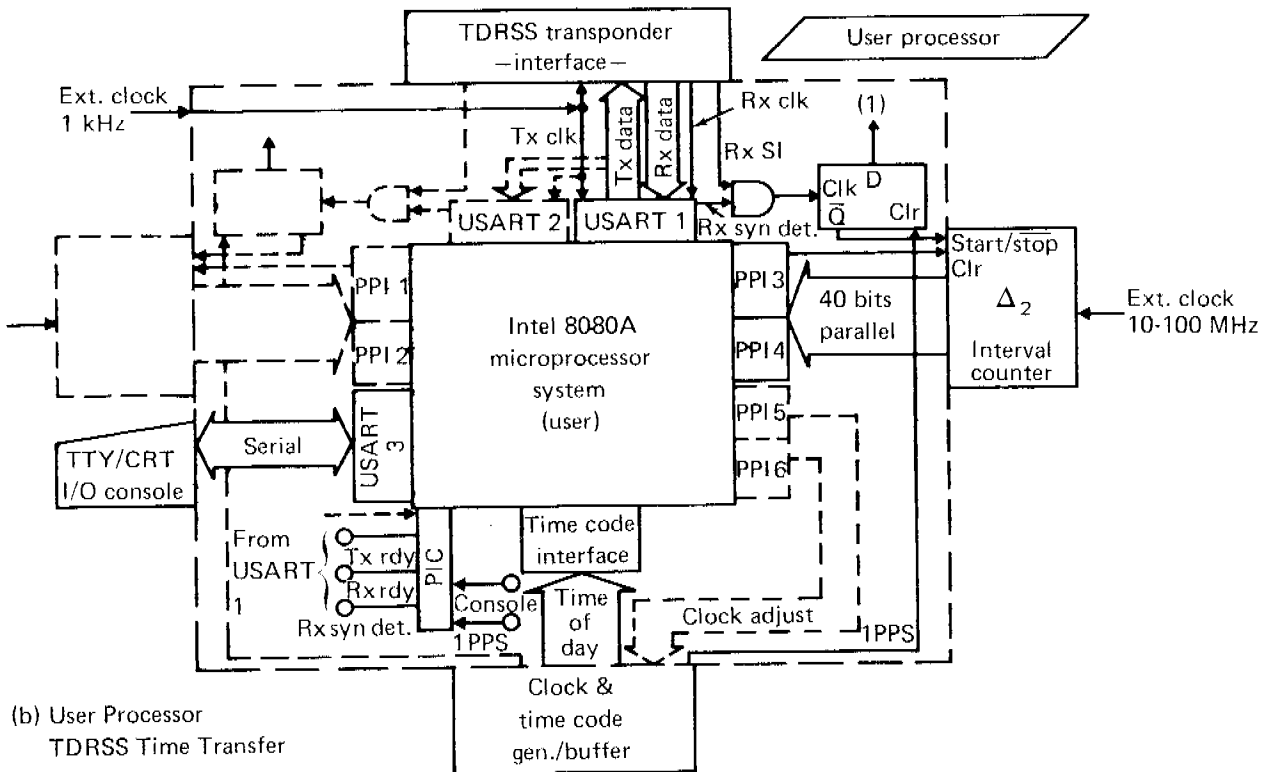 TDRSS transponder
—interface—
User processor
Ext. clock
1 kHz
Tx clk
Tx data
Rx data
Rx clk
Rx SI
(1)
D
Clk
Q̅
Clr
USART 2
USART 1
Rx syn det.
Start/s̅t̅o̅p̅
Clr
Δ₂
Interval
counter
PPI 1
PPI 2
PPI 3
PPI 4
PPI 5
PPI 6
40 bits
parallel
Ext. clock
10-100 MHz
Intel 80-80A
microprocessor
system
(user)
USART
3
Serial
TTY/CRT
I/O console
From
USART
1
Tx rdy
Rx rdy
Rx syn det.
PIC
Console
1PPS
Time code
interface
Time
of
day
Clock adjust
1PPS
Clock &
time code
gen./buffer
(b) User Processor
TDRSS Time Transfer